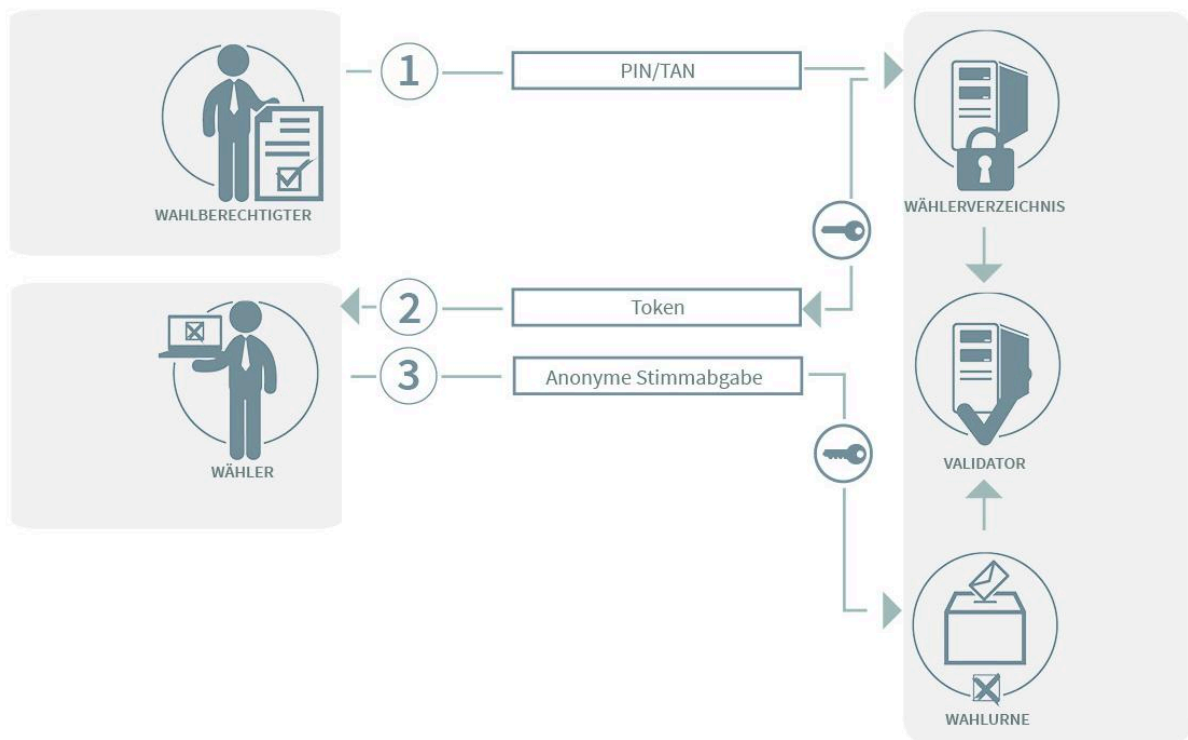 1
PIN/TAN
WAHLBERECHTIGTER
WÄHLERVERZEICHNIS
2
Token
3
Anonyme Stimmabgabe
WÄHLER
VALIDATOR
WAHLURNE